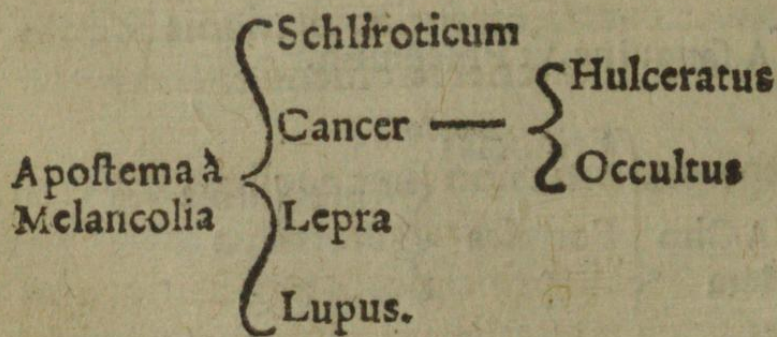 Schliroticum
Hulceratus
Cancer —
Occultus
Apoſtema à
Melancolia
Lepra
Lupus.